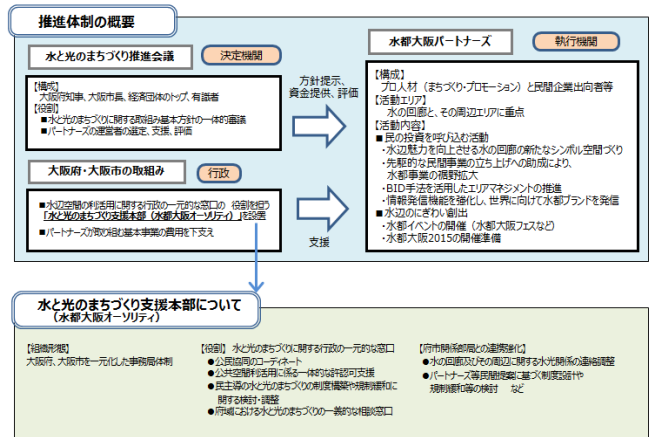 推進体制の概要
水と光のまちづくり推進会議
決定機関
【構成】
大阪府知事、大阪市長、経済団体のトップ、有識者
【役割】
■水と光のまちづくりに関する取組み基本方針の一体的審議
■パートナーズの運営者の選定、支援、評価
大阪府・大阪市の取組み
行政
■水辺空間の利活用に関する行政の一元的な窓口の 役割を担う
「水と光のまちづくり支援本部（水都大阪オーソリティ）」を設置
■パートナーズが取り組む基本事業の費用を下支え
方針提示、
資金提供、評価
支援
水都大阪パートナーズ
執行機関
【構成】
プロ人材（まちづくり・プロモーション）と民間企業出向者等
【活動エリア】
水の回廊と、その周辺エリアに重点
【活動内容】
■民の投資を呼び込む活動
・水辺魅力を向上させる水の回廊の新たなシンボル空間づくり
・先駆的な民間事業の立ち上げへの助成により、
水都事業の裾野拡大
・BID手法を活用したエリアマネジメントの推進
・情報発信機能を強化し、世界に向けて水都ブランドを発信
■水辺のにぎわい創出
・水都イベントの開催（水都大阪フェスなど）
・水都大阪2015の開催準備
水と光のまちづくり支援本部について
（水都大阪オーソリティ）
【組織形態】
大阪府、大阪市を一元化した事務局体制
【役割】 水と光のまちづくりに関する行政の一元的な窓口
●公民協同のコーディネート
●公共空間利活用に係る一体的な許認可支援
●民主導の水と光のまちづくりの制度構築や規制緩和に
関する検討・調整
●府域における水と光のまちづくりの一義的な相談窓口
【府市関係部局との連携強化】
●水の回廊及びその周辺に関する水光関係の連絡調整
●パートナーズ等民間提案に基づく制度設計や
規制緩和等の検討 など